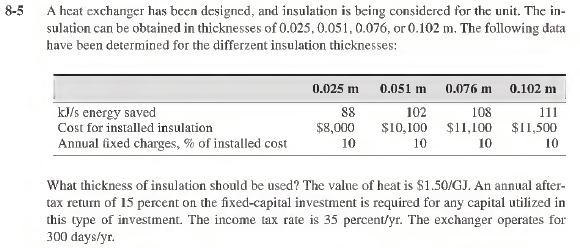 8-5 A heat exchanger has been designed, and insulation is being considered for the unit. The in-
sulation can be obtained in thicknesses of 0.025, 0.051, 0.076, or 0.102 m. The following data
have been determined for the differzent insulation thicknesses:
0.025 m 0.051 m 0.076 m 0.102 m
kJ/s energy saved 88 102 108 111
Cost for installed insulation $8,000 $10,100 $11,100 $11,500
Annual fixed charges, % of installed cost 10 10 10 10
What thickness of insulation should be used? The value of heat is $1.50/GJ. An annual after-
tax return of 15 percent on the fixed-capital investment is required for any capital utilized in
this type of investment. The income tax rate is 35 percent/yr. The exchanger operates for
300 days/yr.